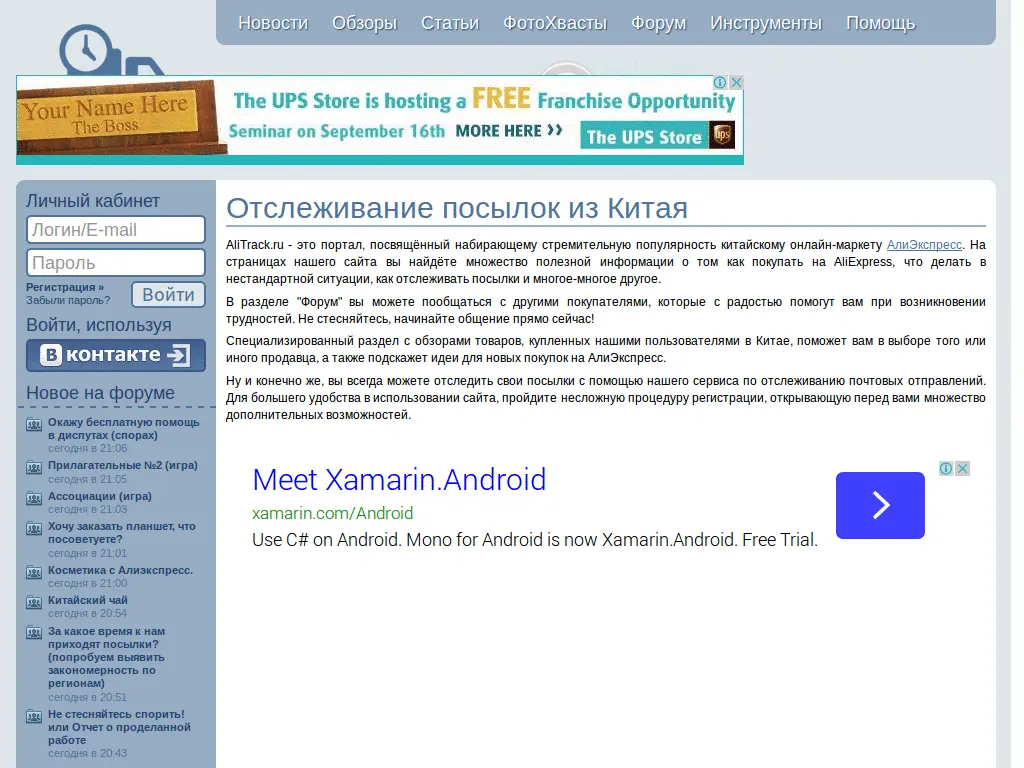 Новости Обзоры Статьи ФотоХвасты Форум Инструменты Помощь
Your Name Here
The Boss
The UPS Store is hosting a FREE Franchise Opportunity
Seminar on September 16th MORE HERE ❯❯
The UPS Store ups
Личный кабинет
Логин/E-mail
Пароль
Регистрация »
Забыли пароль?
Войти
Войти, используя
В контакте
Новое на форуме
Окажу бесплатную помощь
в диспутах (спорах)
сегодня в 21:06
Прилагательные №2 (игра)
сегодня в 21:05
Ассоциации (игра)
сегодня в 21:03
Хочу заказать планшет, что
посоветуете?
сегодня в 21:01
Косметика с Алиэкспресс.
сегодня в 21:00
Китайский чай
сегодня в 20:54
За какое время к нам
приходят посылки?
(попробуем выявить
закономерность по
регионам)
сегодня в 20:51
Не стесняйтесь спорить!
или Отчет о проделанной
работе
сегодня в 20:43
Отслеживание посылок из Китая
AliTrack.ru - это портал, посвящённый набирающему стремительную популярность китайскому онлайн-маркету АлиЭкспресс. На
страницах нашего сайта вы найдёте множество полезной информации о том как покупать на AliExpress, что делать в
нестандартной ситуации, как отслеживать посылки и многое-многое другое.
В разделе "Форум" вы можете пообщаться с другими покупателями, которые с радостью помогут вам при возникновении
трудностей. Не стесняйтесь, начинайте общение прямо сейчас!
Специализированный раздел с обзорами товаров, купленных нашими пользователями в Китае, поможет вам в выборе того или
иного продавца, а также подскажет идеи для новых покупок на АлиЭкспресс.
Ну и конечно же, вы всегда можете отследить свои посылки с помощью нашего сервиса по отслеживанию почтовых отправлений.
Для большего удобства в использовании сайта, пройдите несложную процедуру регистрации, открывающую перед вами множество
дополнительных возможностей.
Meet Xamarin.Android
xamarin.com/Android
Use C# on Android. Mono for Android is now Xamarin.Android. Free Trial.